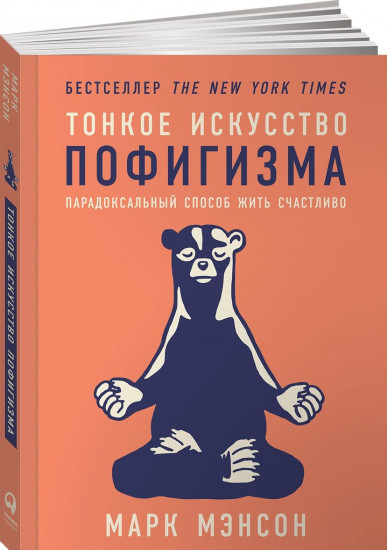 БЕСТСЕЛЛЕР THE NEW YORK TIMES
ТОНКОЕ ИСКУССТВО
ПОФИГИЗМА
ПАРАДОКСАЛЬНЫЙ СПОСОБ ЖИТЬ СЧАСТЛИВО
МАРК МЭНСОН
МАРК
МЭНСОН
ТОНКОЕ ИСКУССТВО ПОФИГИЗМА